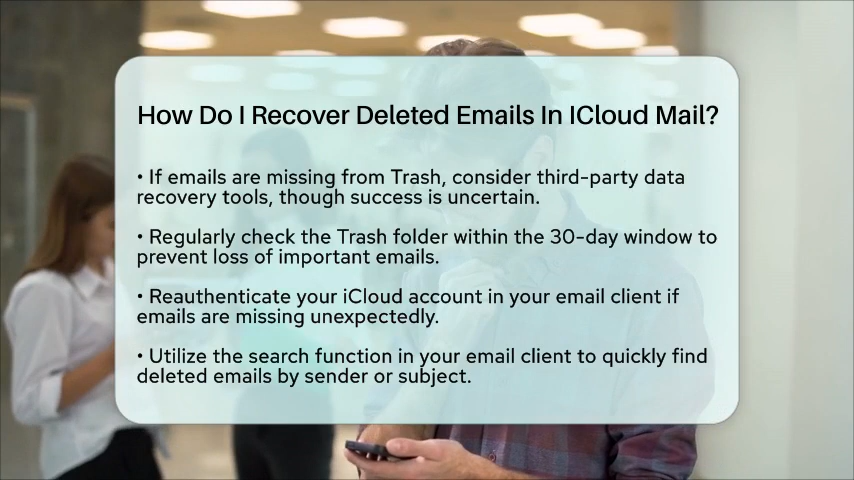 How Do I Recover Deleted Emails In ICloud Mail?
• If emails are missing from Trash, consider third-party data
recovery tools, though success is uncertain.
• Regularly check the Trash folder within the 30-day window to
prevent loss of important emails.
• Reauthenticate your iCloud account in your email client if
emails are missing unexpectedly.
• Utilize the search function in your email client to quickly find
deleted emails by sender or subject.